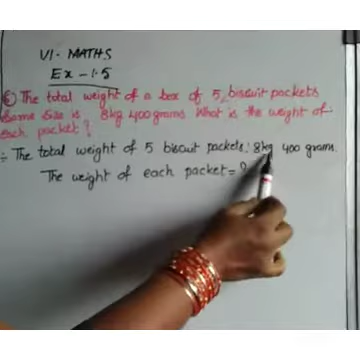 VI. MATHS
Ex - 1.5
⑥ The total weight of a box of 5 biscuit packets
same size is 8kg 400 grams. What is the weight of
each packet?
:- The total weight of 5 biscuit packets: 8kg 400 grams.
The weight of each packet = ?